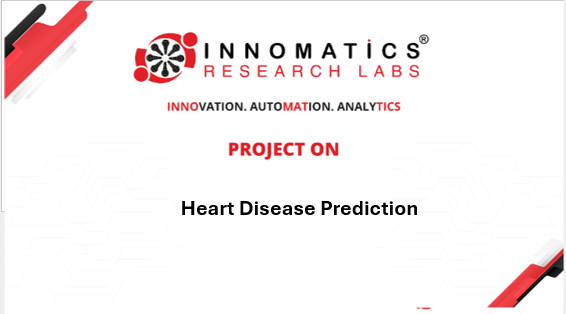 INNOMATICS®
RESEARCH LABS
INNOVATION. AUTOMATION. ANALYTICS
PROJECT ON
Heart Disease Prediction